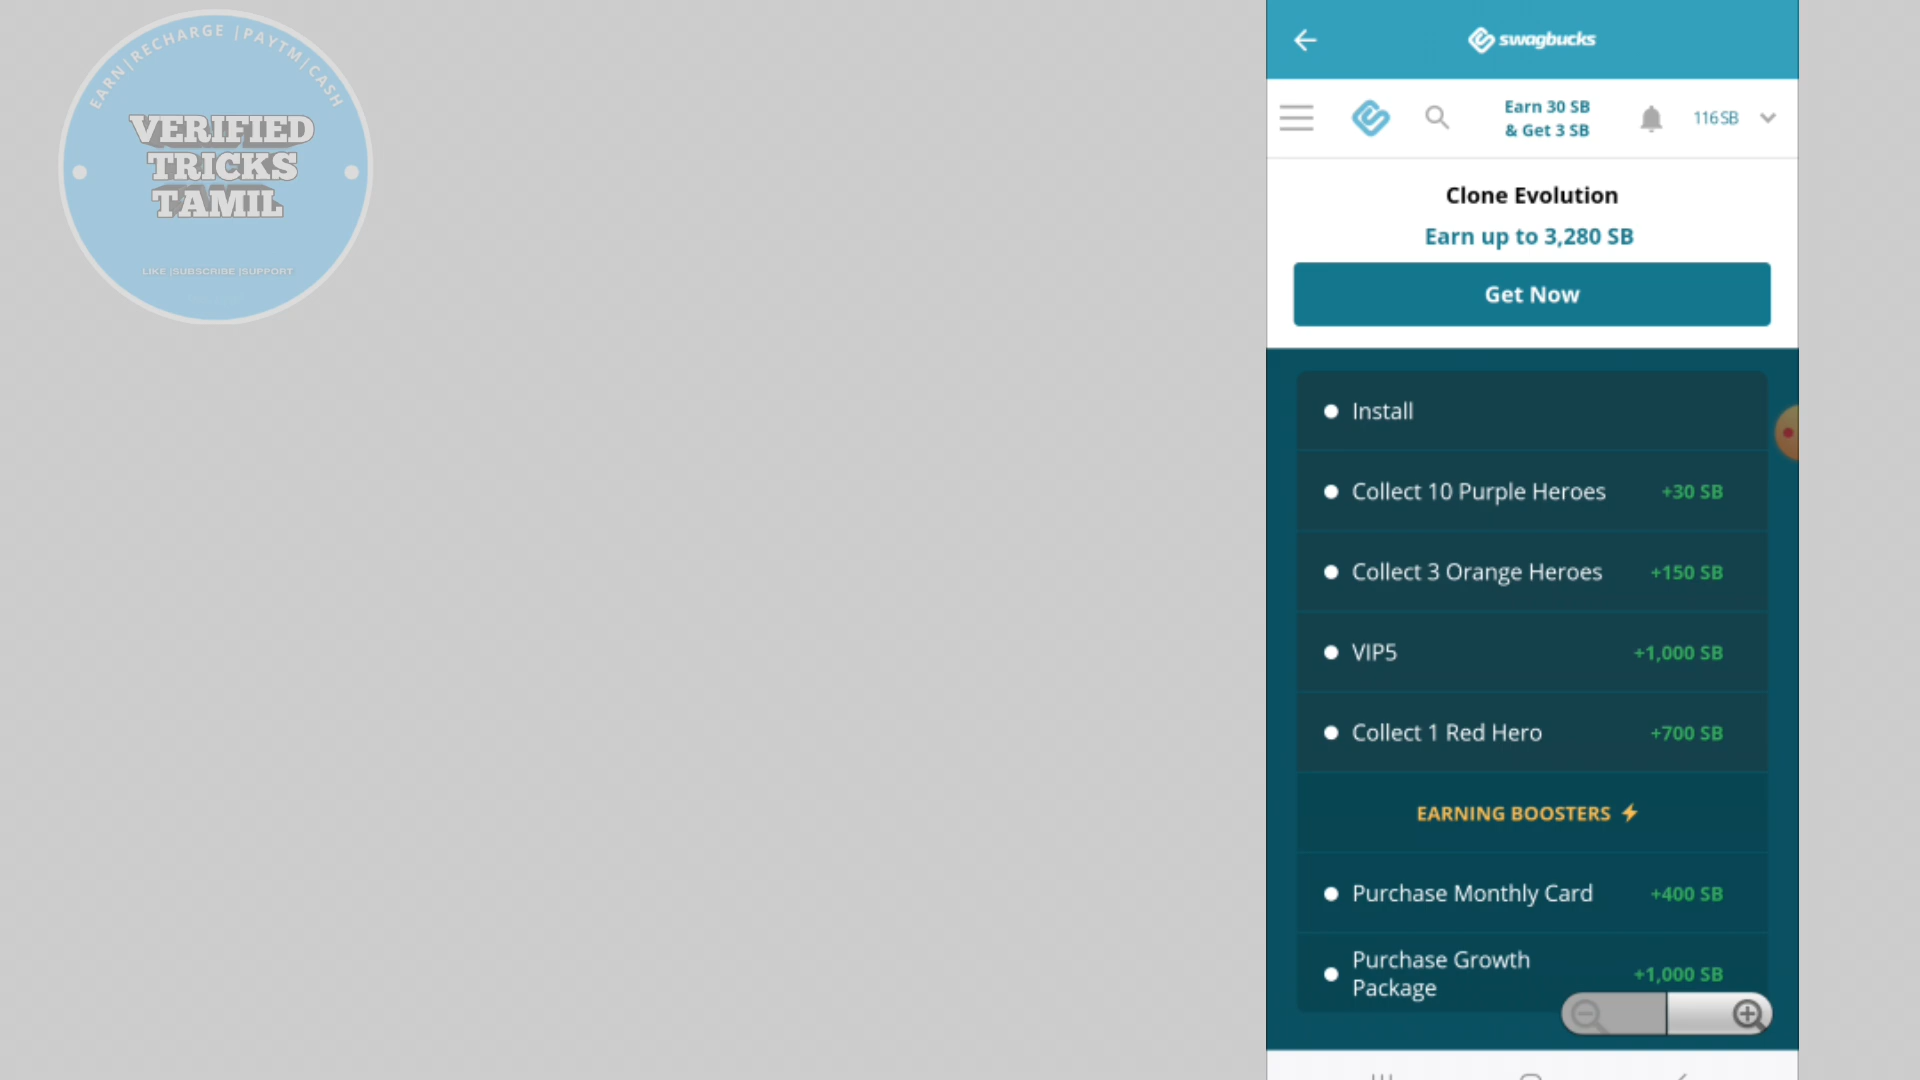 EARN|RECHARGE |PAYTM|CASH
VERIFIED
TRICKS
TAMIL
LIKE |SUBSCRIBE |SUPPORT
swagbucks
Earn 30 SB
& Get 3 SB
116SB
Clone Evolution
Earn up to 3,280 SB
Get Now
Install
Collect 10 Purple Heroes +30 SB
Collect 3 Orange Heroes +150 SB
VIP5 +1,000 SB
Collect 1 Red Hero +700 SB
EARNING BOOSTERS
Purchase Monthly Card +400 SB
Purchase Growth
Package +1,000 SB